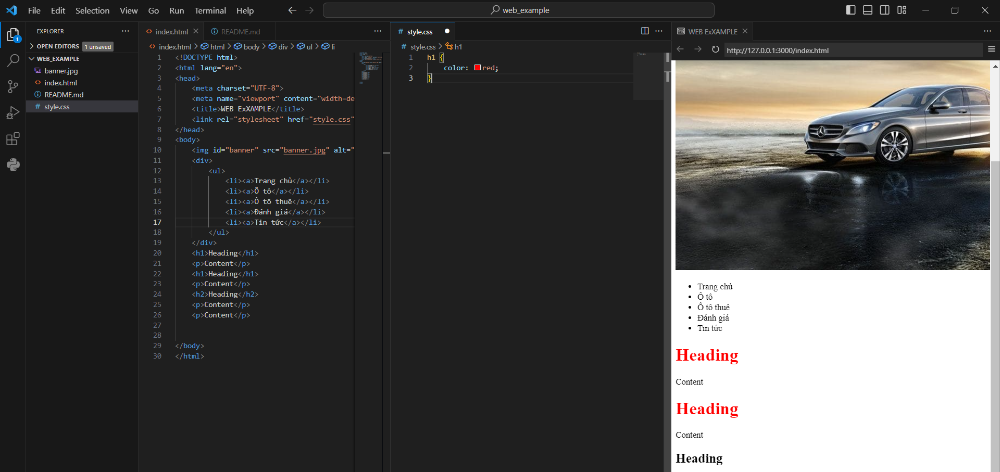 File Edit Selection View Go Run Terminal Help
web_example
EXPLORER
OPEN EDITORS 1 unsaved
WEB_EXAMPLE
banner.jpg
index.html
README.md
style.css
1
index.html
README.md
index.html > html > body > div > ul > li
1 <!DOCTYPE html>
2 <html lang="en">
3 <head>
4 <meta charset="UTF-8">
5 <meta name="viewport" content="width=de
6 <title>WEB ExXAMPLE</title>
7 <link rel="stylesheet" href="style.css"
8 </head>
9 <body>
10 <img id="banner" src="banner.jpg" alt="
11 <div>
12 <ul>
13 <li><a>Trang chủ</a></li>
14 <li><a>Ô tô</a></li>
15 <li><a>Ô tô thuê</a></li>
16 <li><a>Đánh giá</a></li>
17 <li><a>Tin tức</a></li>
18 </ul>
19 </div>
20 <h1>Heading</h1>
21 <p>Content</p>
22 <h1>Heading</h1>
23 <p>Content</p>
24 <h2>Heading</h2>
25 <p>Content</p>
26 <p>Content</p>
27
28
29 </body>
30 </html>
style.css
style.css > h1
1 h1 {
2 color: red;
3 }
WEB ExXAMPLE
http://127.0.0.1:3000/index.html
• Trang chủ
• Ô tô
• Ô tô thuê
• Đánh giá
• Tin tức
Heading
Content
Heading
Content
Heading